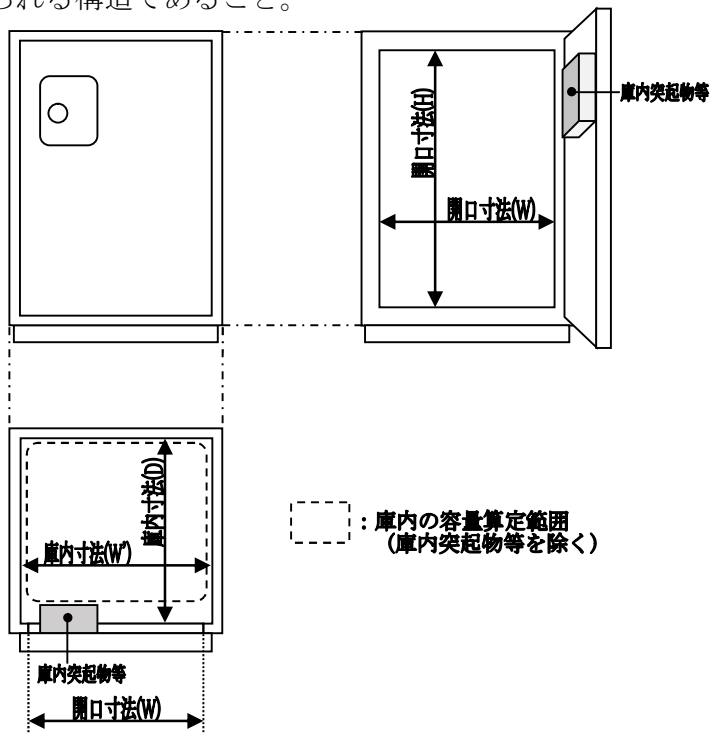 られる構造であること。
庫内突起物等
開口寸法(H)
開口寸法(W)
庫内寸法(D)
庫内寸法(W')
：庫内の容量算定範囲
（庫内突起物等を除く）
庫内突起物等
開口寸法(W)